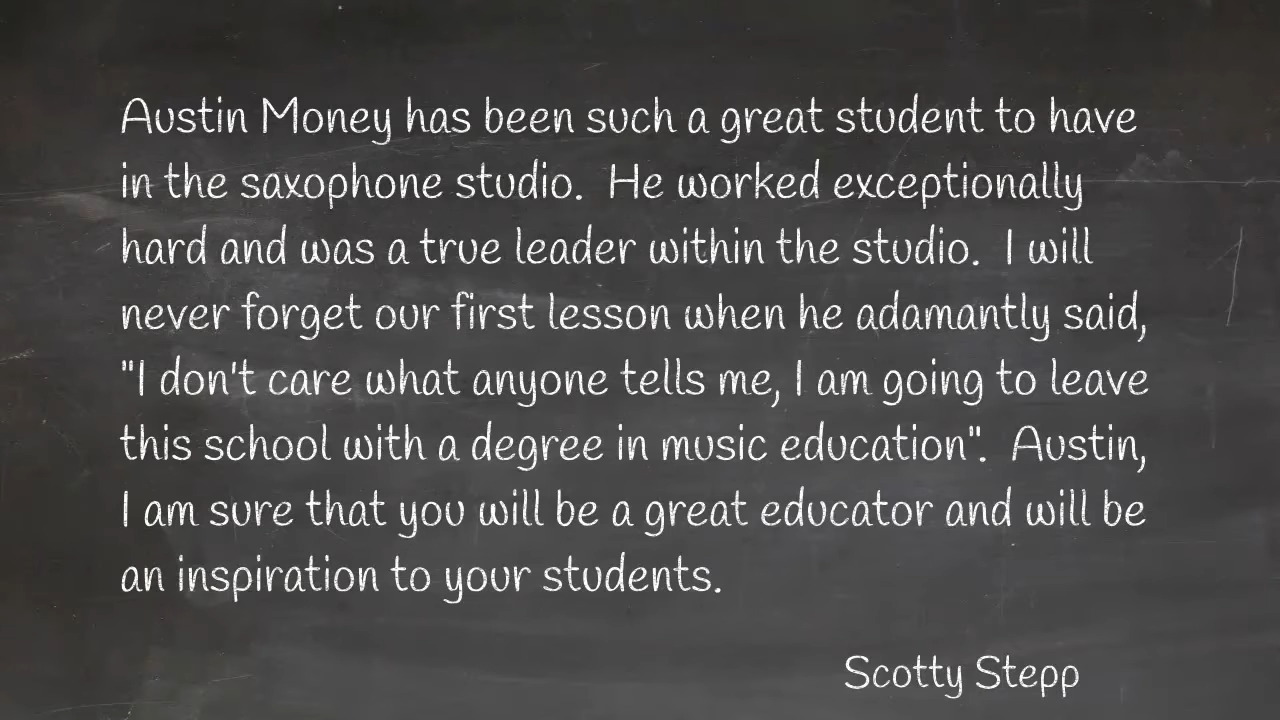 Austin Money has been such a great student to have
in the saxophone studio.  He worked exceptionally
hard and was a true leader within the studio.  I will
never forget our first lesson when he adamantly said,
"I don't care what anyone tells me, I am going to leave
this school with a degree in music education".  Austin,
I am sure that you will be a great educator and will be
an inspiration to your students.
Scotty Stepp